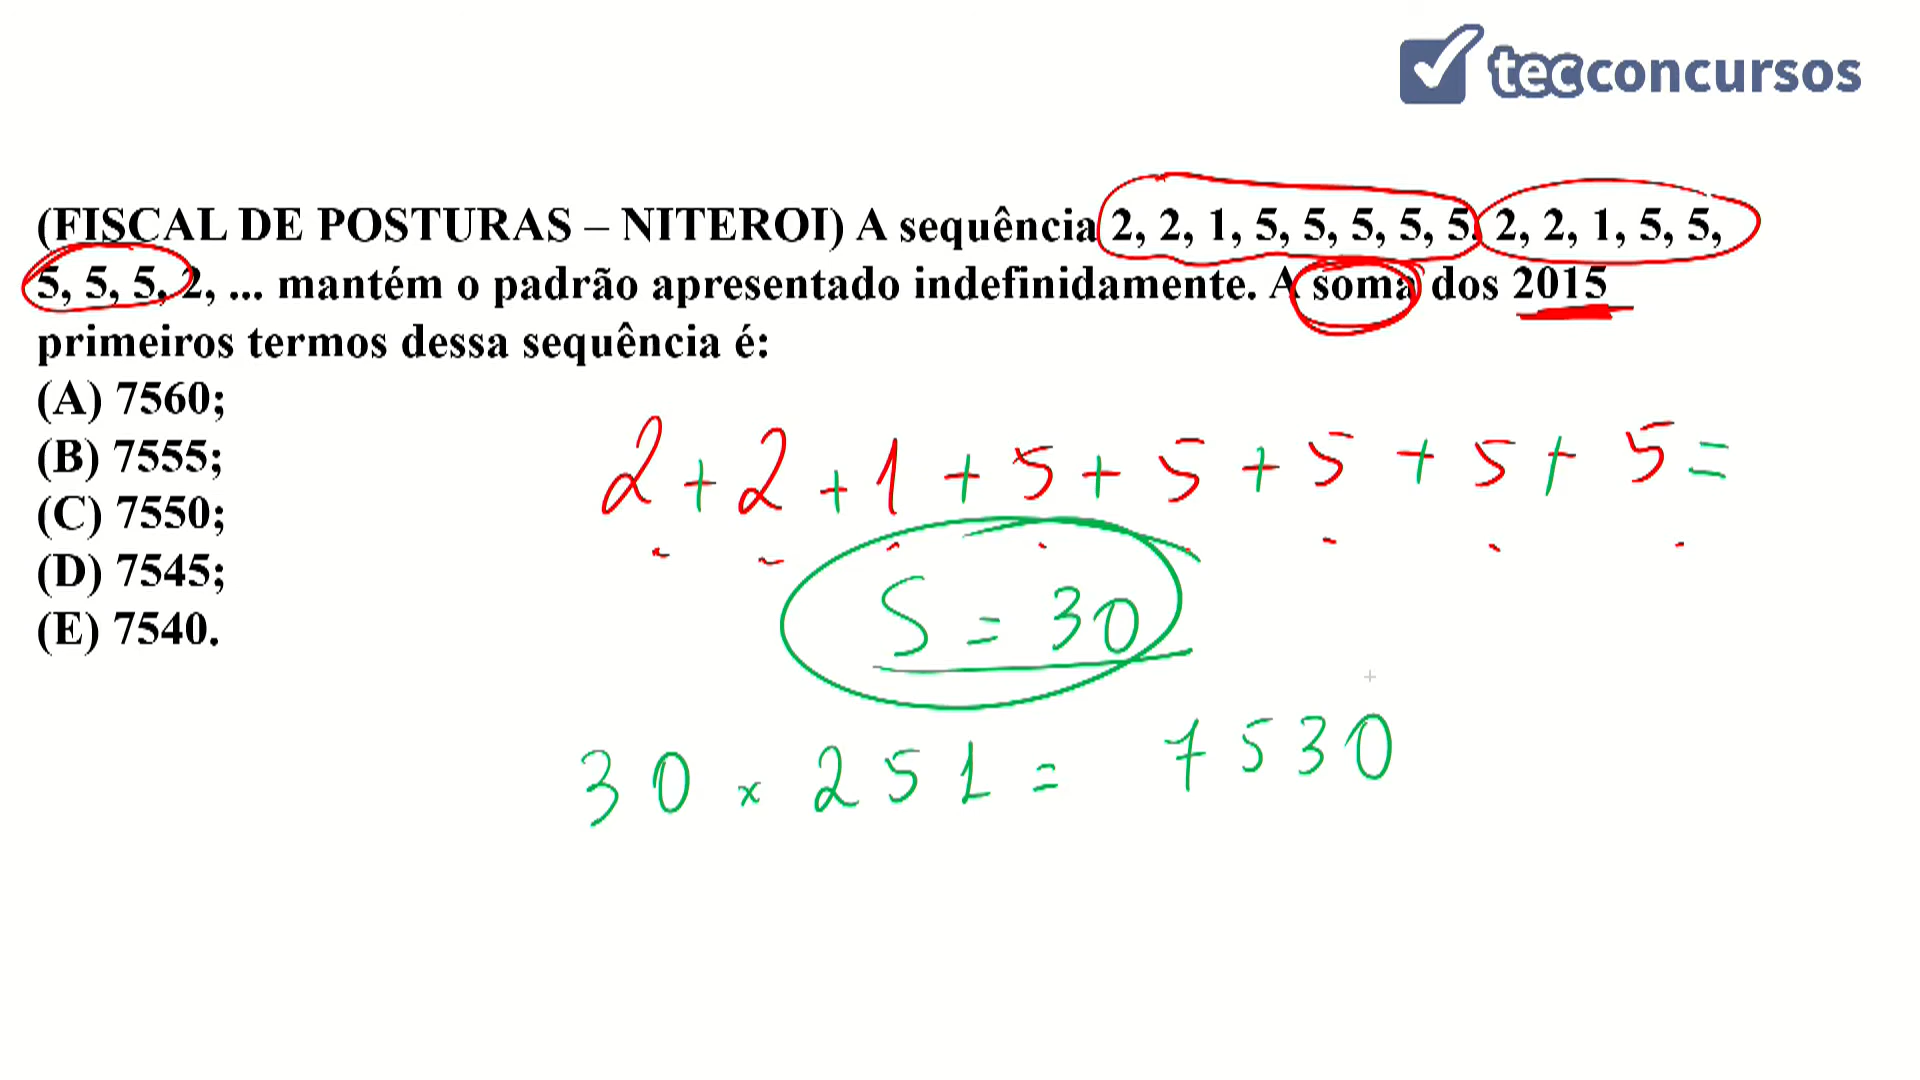 tecconcursos
(FISCAL DE POSTURAS – NITEROI) A sequência 2, 2, 1, 5, 5, 5, 5, 5, 2, 2, 1, 5, 5,
5, 5, 5, 2, ... mantém o padrão apresentado indefinidamente. A soma dos 2015
primeiros termos dessa sequência é:
(A) 7560;
(B) 7555;
(C) 7550;
(D) 7545;
(E) 7540.
2 + 2 + 1 + 5 + 5 + 5 + 5 + 5 =
S = 30
30 x 251 = 7530